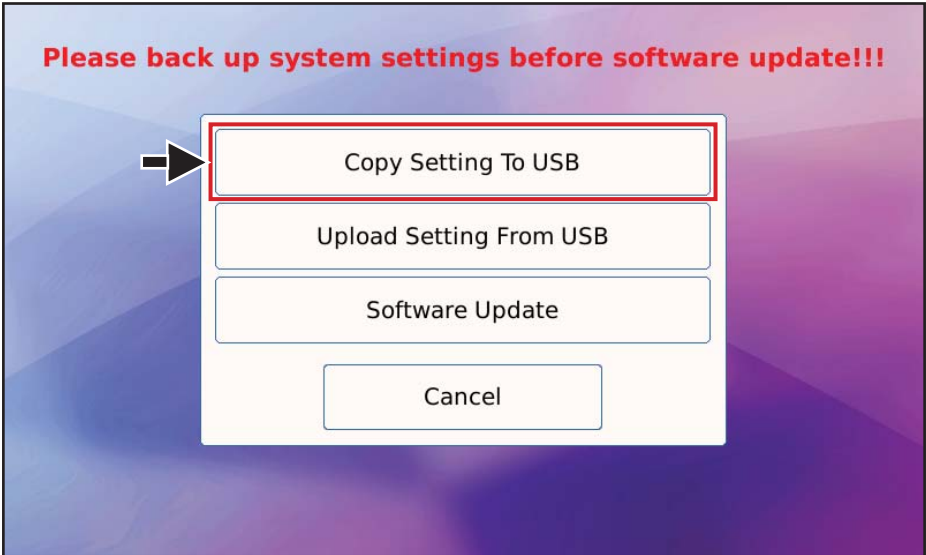 Please back up system settings before software update!!!
Copy Setting To USB
Upload Setting From USB
Software Update
Cancel